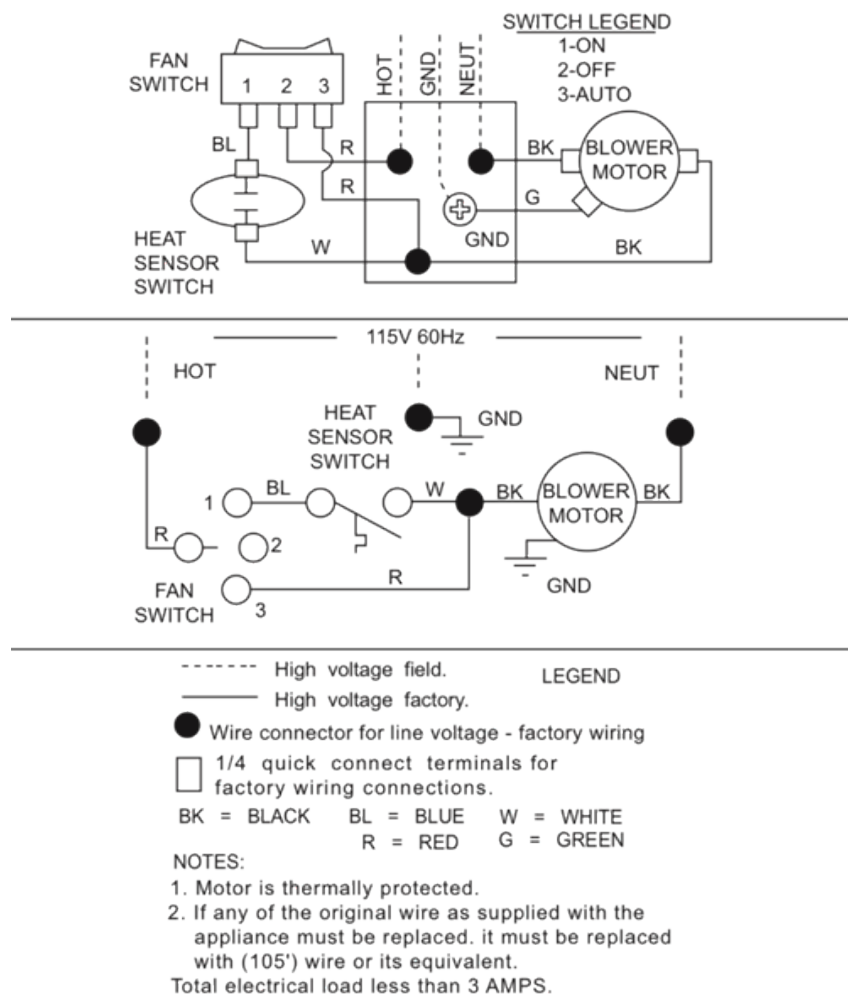 SWITCH LEGEND
1-ON
2-OFF
3-AUTO
FAN
SWITCH
1 2 3
HOT
GND
NEUT
BL
R
R
BK
BLOWER
MOTOR
G
GND
HEAT
SENSOR
SWITCH
W
BK
115V 60Hz
HOT
NEUT
HEAT
SENSOR
SWITCH
GND
1
BL
W
BK
BLOWER
MOTOR
BK
R
2
FAN
SWITCH
3
R
GND
High voltage field.
LEGEND
High voltage factory.
Wire connector for line voltage - factory wiring
1/4 quick connect terminals for
factory wiring connections.
BK = BLACK BL = BLUE W = WHITE
R = RED G = GREEN
NOTES:
1. Motor is thermally protected.
2. If any of the original wire as supplied with the
appliance must be replaced. it must be replaced
with (105') wire or its equivalent.
Total electrical load less than 3 AMPS.